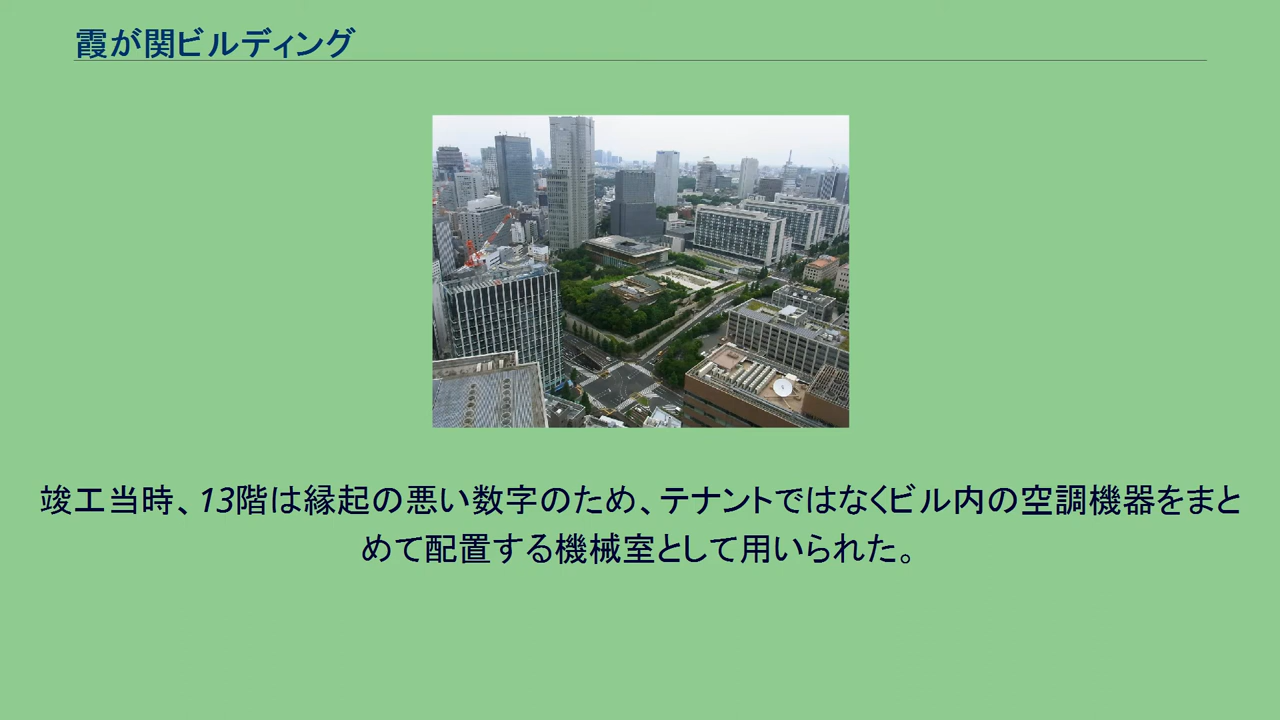 霞が関ビルディング
竣工当時、13階は縁起の悪い数字のため、テナントではなくビル内の空調機器をまと
めて配置する機械室として用いられた。